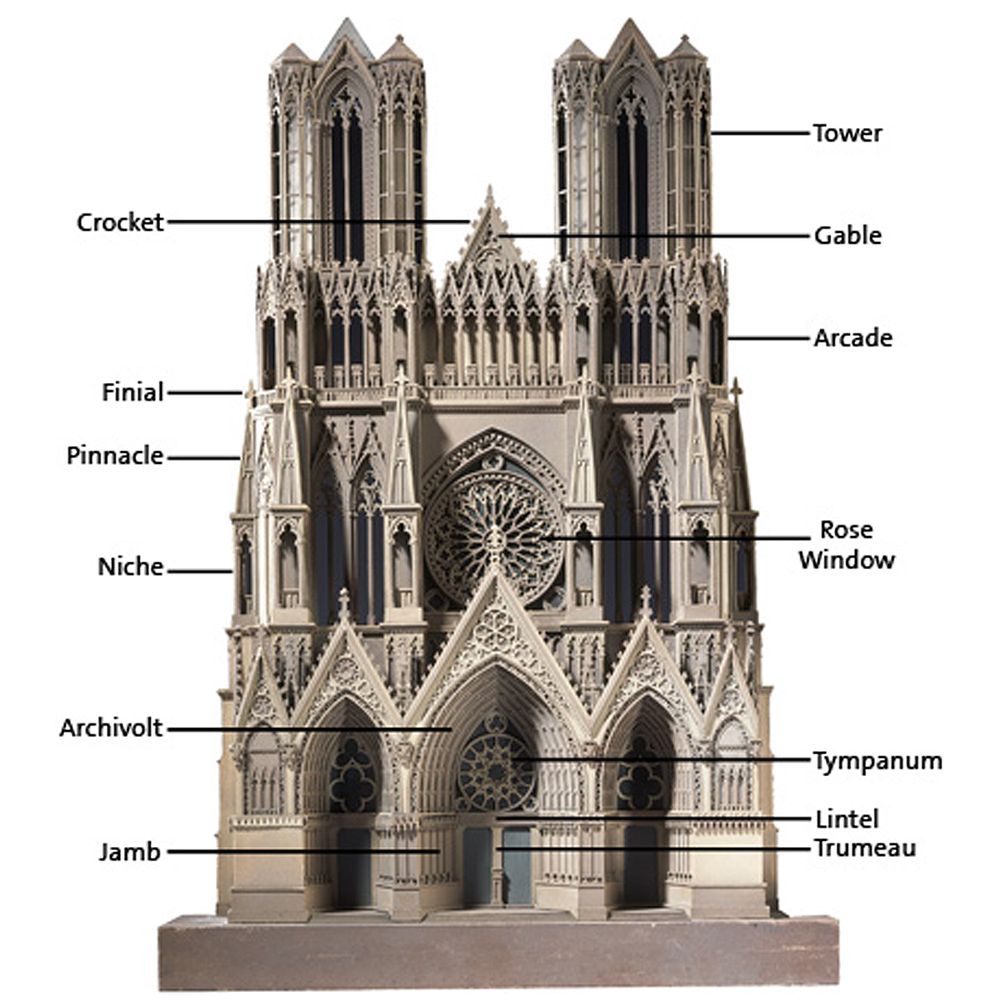 Tower
Crocket
Gable
Arcade
Finial
Pinnacle
Rose
Window
Niche
Archivolt
Tympanum
Lintel
Trumeau
Jamb